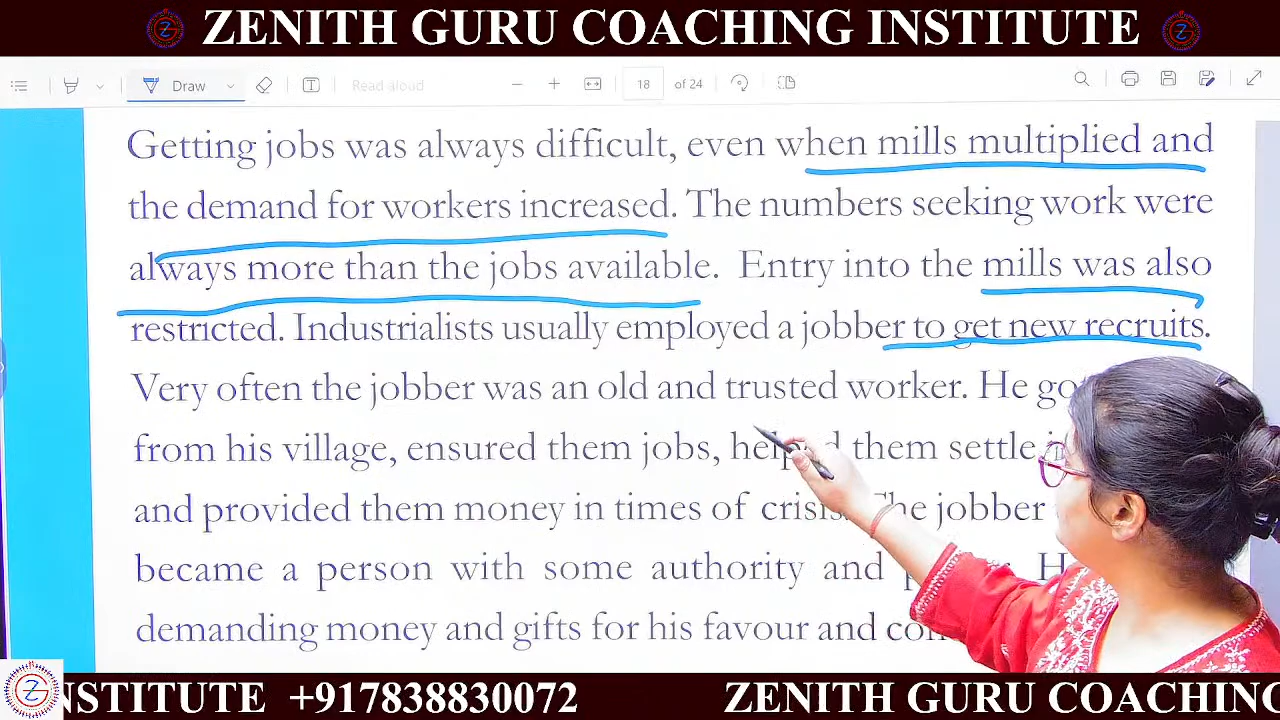 ZENITH GURU COACHING INSTITUTE
Draw
Read aloud
18 of 24
Getting jobs was always difficult, even when mills multiplied and
the demand for workers increased. The numbers seeking work were
always more than the jobs available. Entry into the mills was also
restricted. Industrialists usually employed a jobber to get new recruits.
Very often the jobber was an old and trusted worker. He
from his village, ensured them jobs, them settle
and provided them money in times of The jobber
became a person with some authority and
demanding money and gifts for his favour and
NSTITUTE +917838830072 ZENITH GURU COACHING